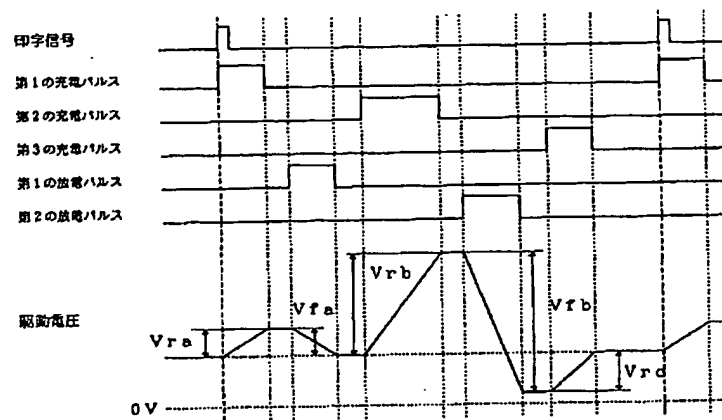 印字信号
第1の充電パルス
第2の充電パルス
第3の充電パルス
第1の放電パルス
第2の放電パルス
駆動電圧
Vra
Vfa
Vrb
Vfb
Vrd
0V